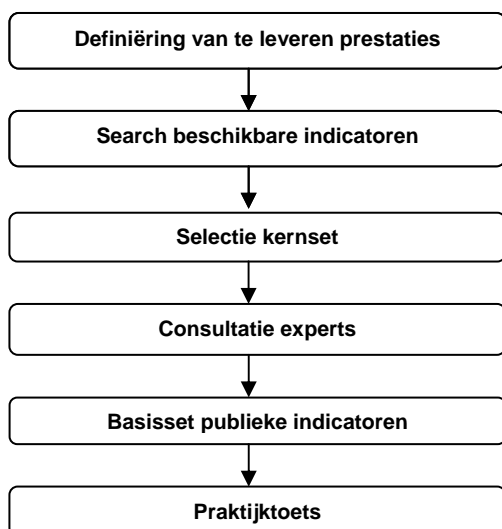 Definiëring van te leveren prestaties
Search beschikbare indicatoren
Selectie kernset
Consultatie experts
Basisset publieke indicatoren
Praktijktoets